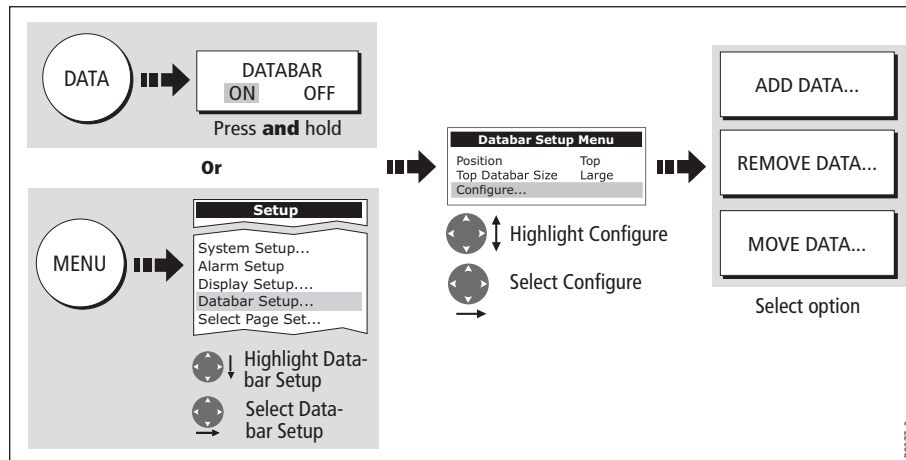 DATA
DATABAR
ON OFF
Press and hold
Or
MENU
Setup
System Setup...
Alarm Setup
Display Setup....
Databar Setup...
Select Page Set...
Highlight Data-
bar Setup
Select Data-
bar Setup
Databar Setup Menu
Position Top
Top Databar Size Large
Configure...
Highlight Configure
Select Configure
ADD DATA...
REMOVE DATA...
MOVE DATA...
Select option